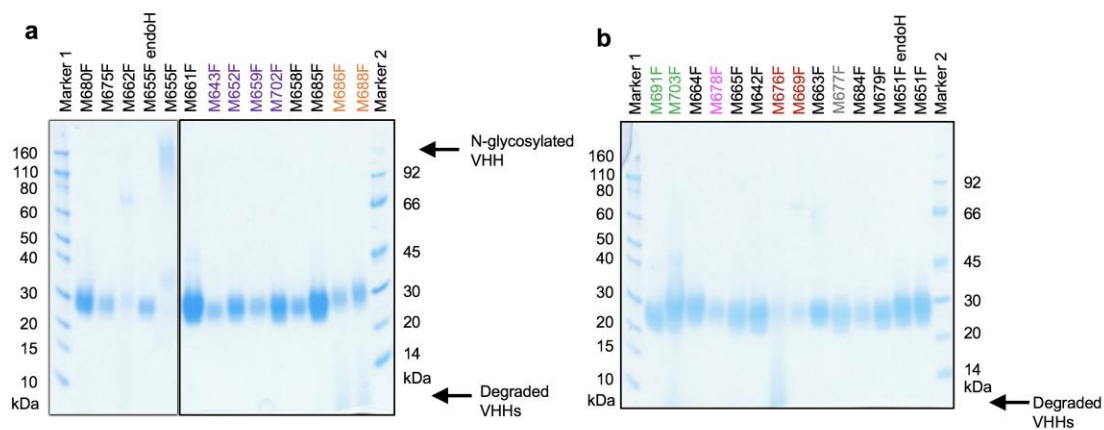 a
Marker 1
M680F
M675F
M662F
M655F endoH
M655F
M661F
M643F
M652F
M659F
M702F
M658F
M685F
M686F
M688F
Marker 2
160
110
80
60
50
40
30
20
15
10
kDa
92
66
45
30
20
14
kDa
N-glycosylated
VHH
Degraded
VHHs
b
Marker 1
M691F
M703F
M664F
M678F
M665F
M642F
M676F
M669F
M663F
M677F
M684F
M679F
M651F endoH
M651F
Marker 2
160
110
80
60
50
40
30
20
15
10
kDa
92
66
45
30
20
14
kDa
Degraded
VHHs